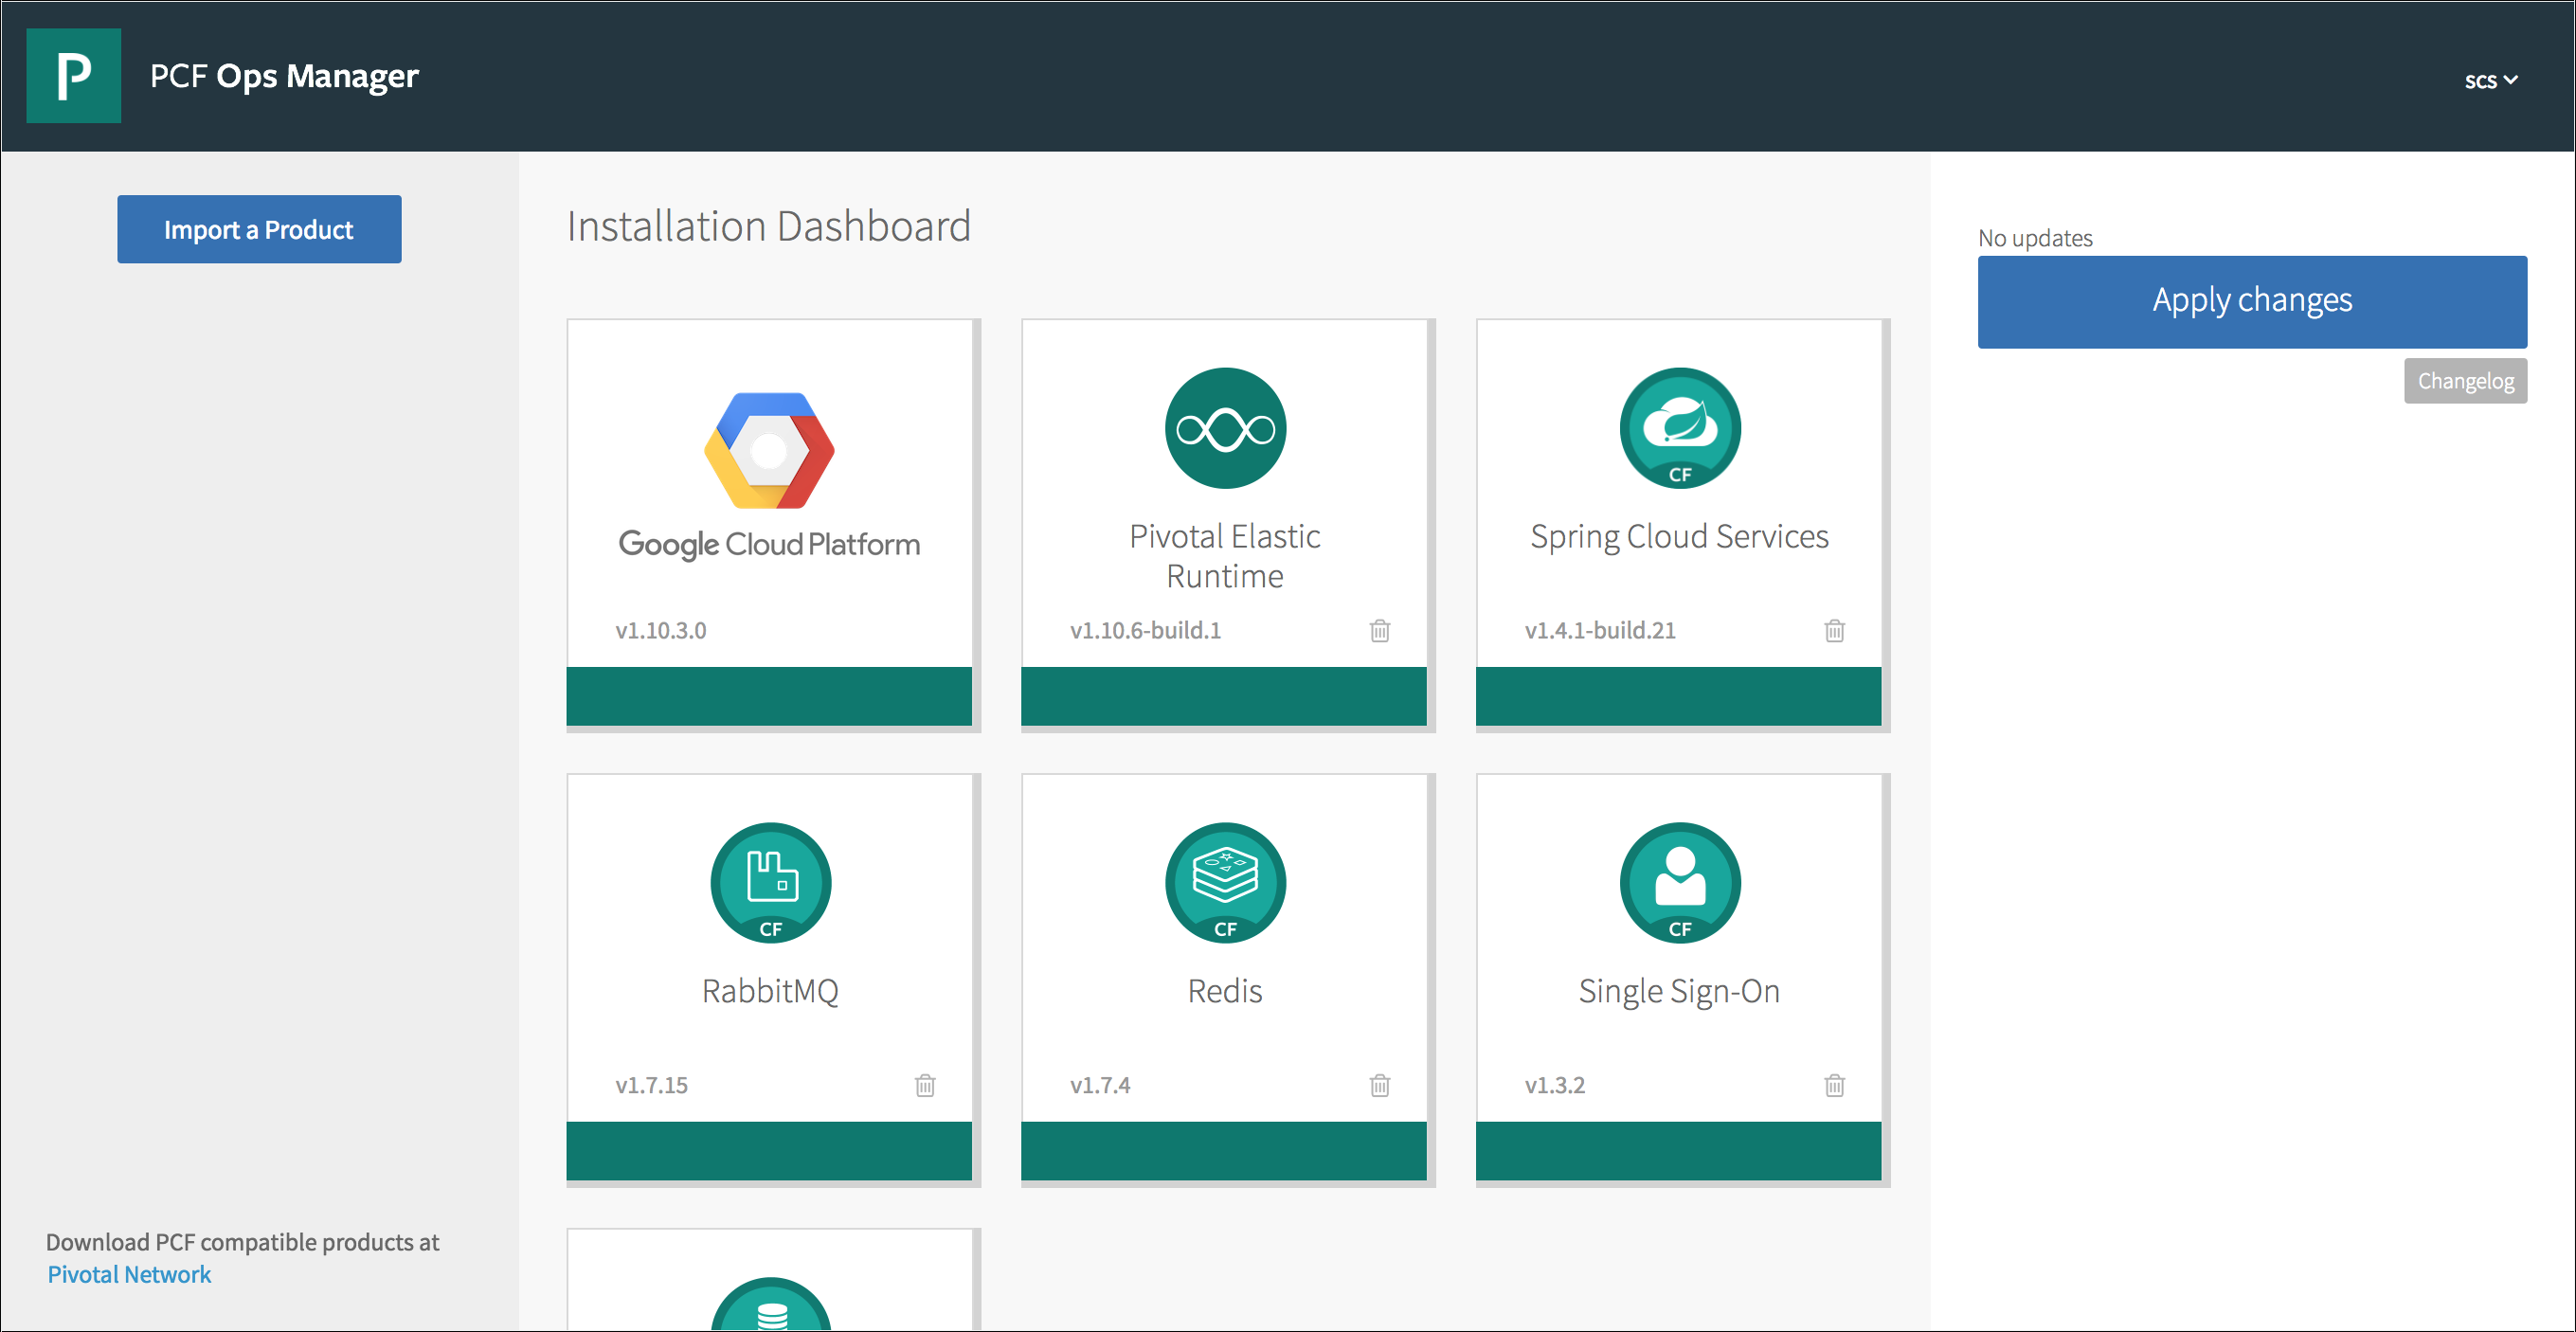 P
PCF Ops Manager
scs
Import a Product
Installation Dashboard
No updates
Apply changes
Changelog
Google Cloud Platform
v1.10.3.0
Pivotal Elastic
Runtime
v1.10.6-build.1
CF
Spring Cloud Services
v1.4.1-build.21
CF
RabbitMQ
v1.7.15
CF
Redis
v1.7.4
CF
Single Sign-On
v1.3.2
Download PCF compatible products at
Pivotal Network